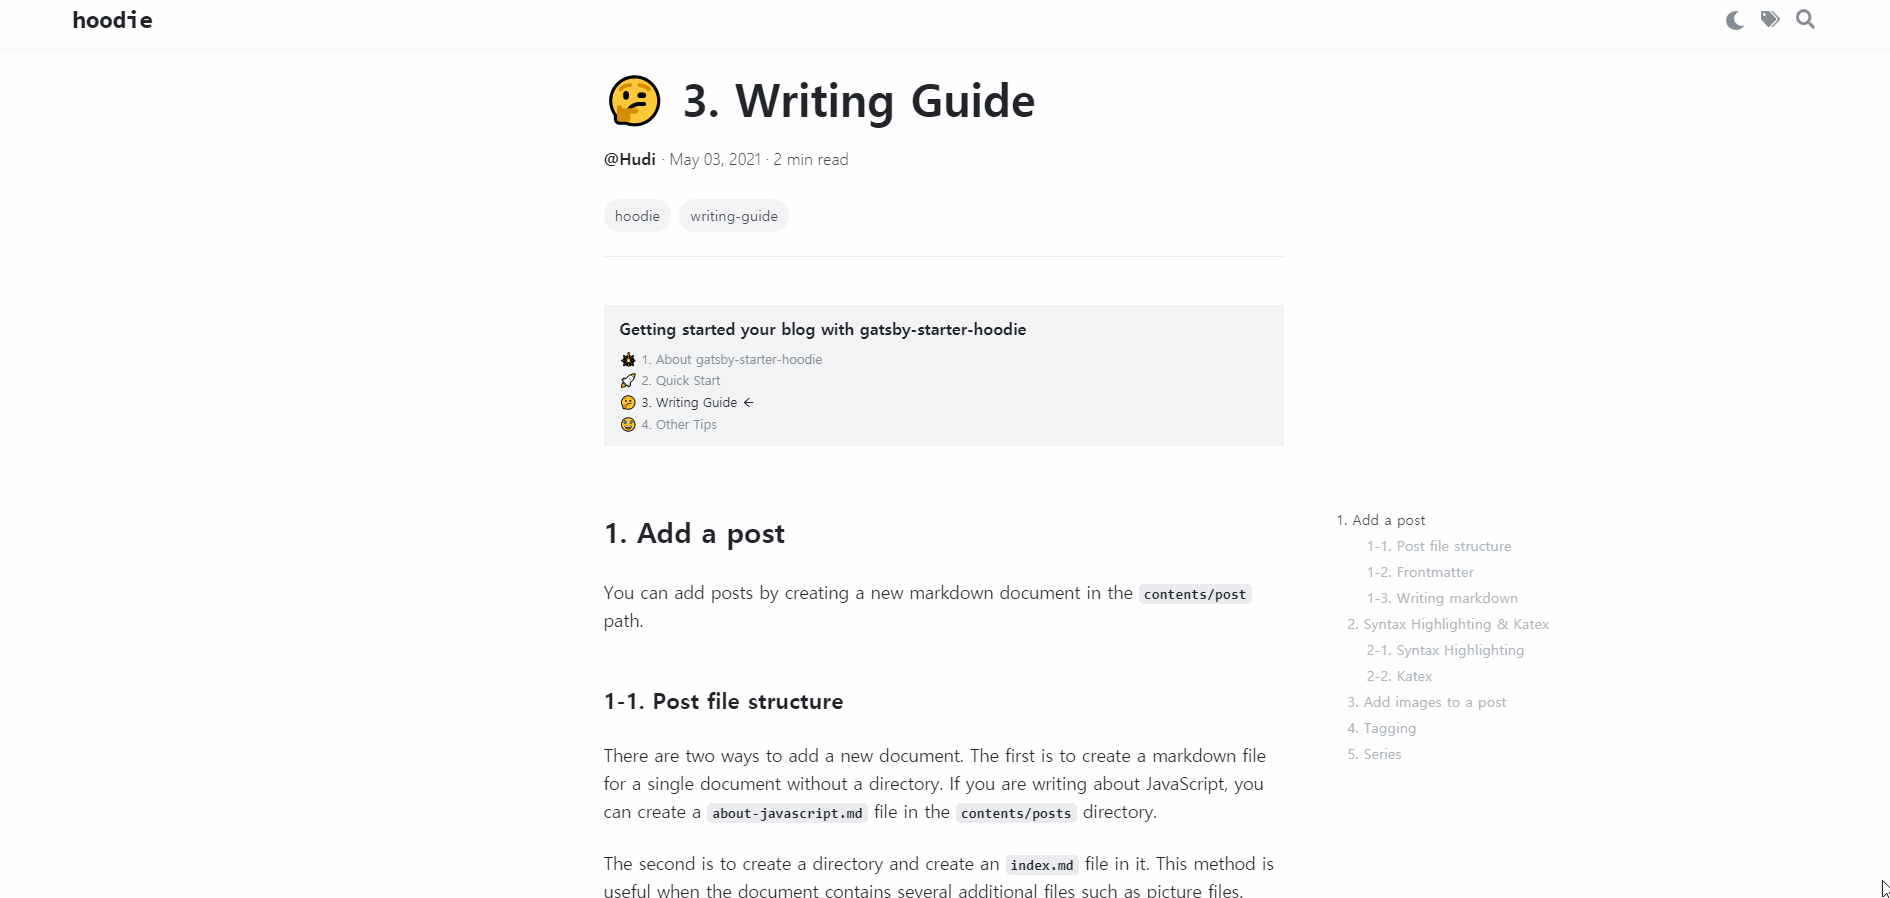 hoodie
3. Writing Guide
@Hudi · May 03, 2021 · 2 min read
hoodie writing-guide
Getting started your blog with gatsby-starter-hoodie
1. About gatsby-starter-hoodie
2. Quick Start
3. Writing Guide ←
4. Other Tips
1. Add a post
You can add posts by creating a new markdown document in the contents/post
path.
1-1. Post file structure
There are two ways to add a new document. The first is to create a markdown file
for a single document without a directory. If you are writing about JavaScript, you
can create a about-javascript.md file in the contents/posts directory.
The second is to create a directory and create an index.md file in it. This method is
useful when the document contains several additional files such as picture files.
1. Add a post
1-1. Post file structure
1-2. Frontmatter
1-3. Writing markdown
2. Syntax Highlighting & Katex
2-1. Syntax Highlighting
2-2. Katex
3. Add images to a post
4. Tagging
5. Series